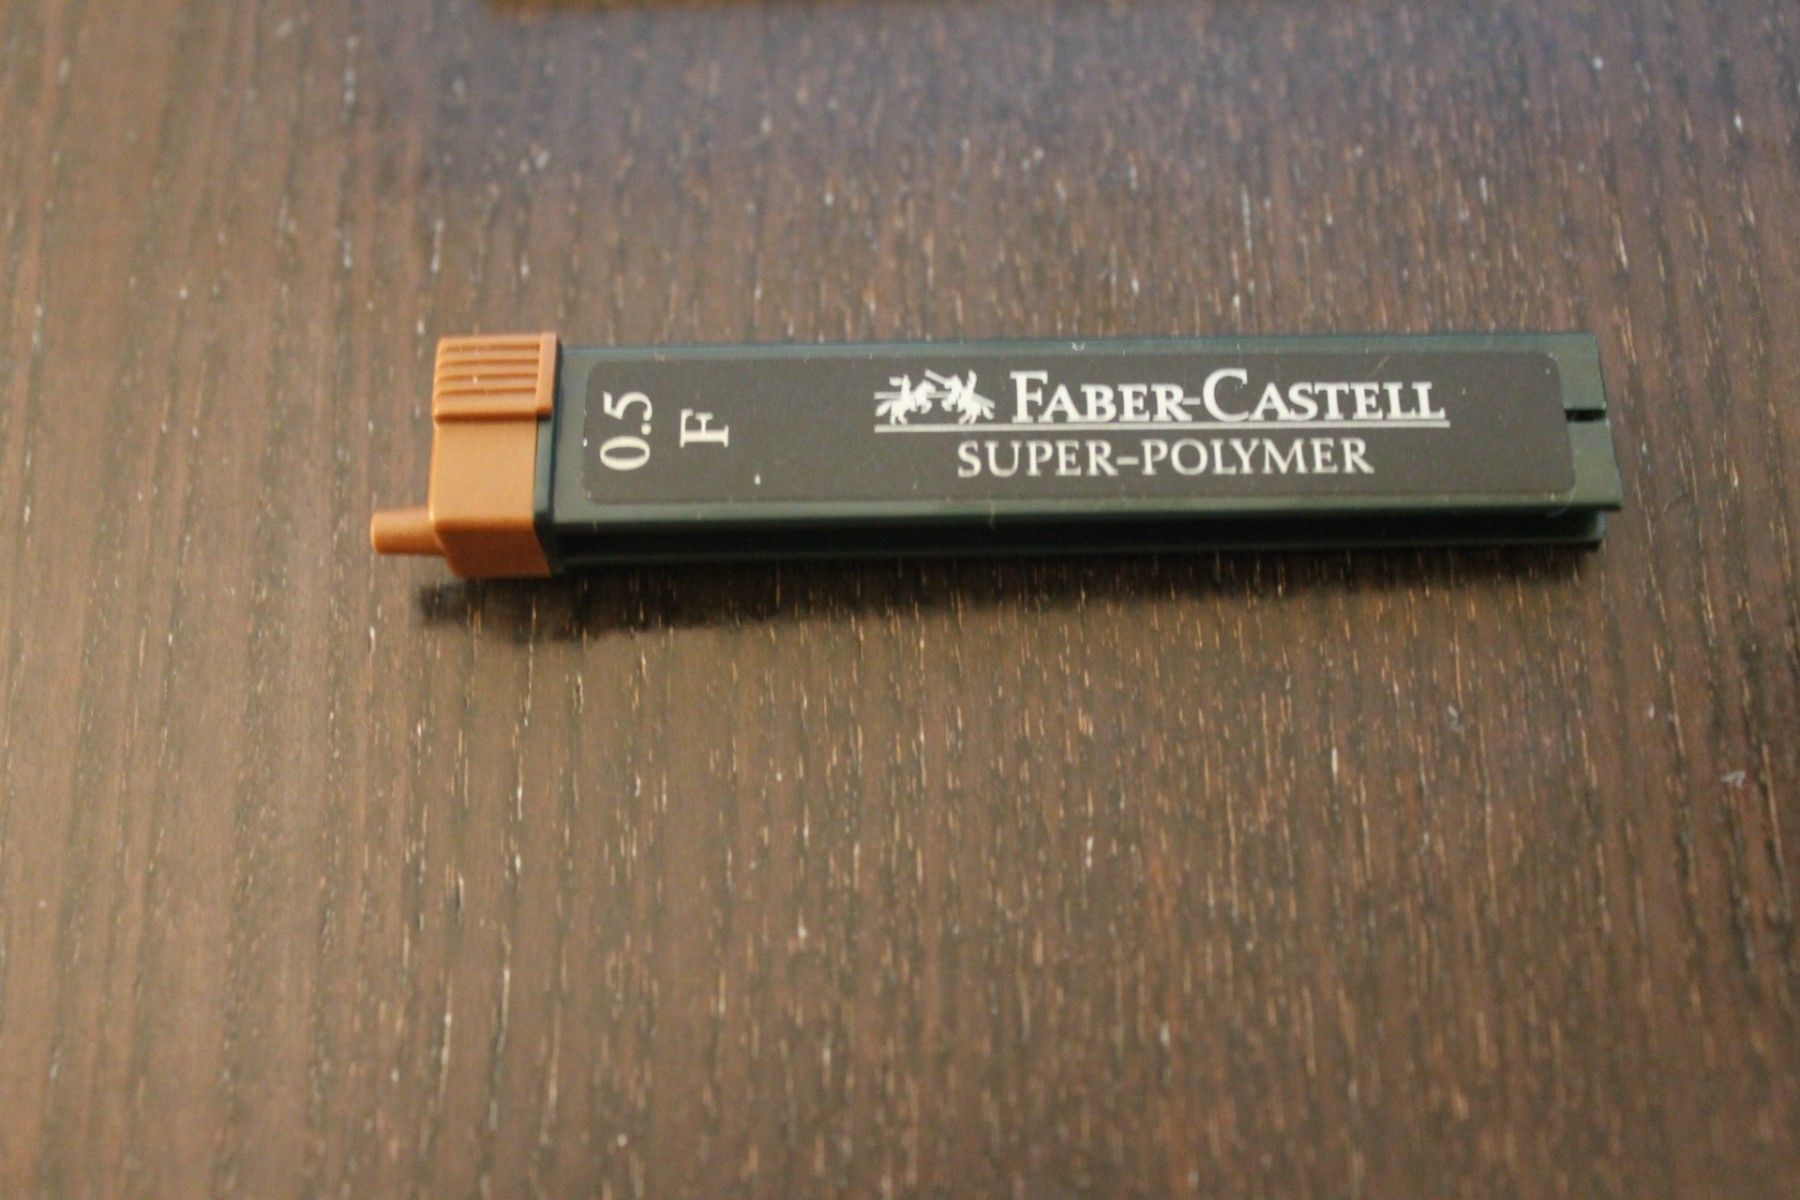 0.5
F
FABER-CASTELL
SUPER-POLYMER